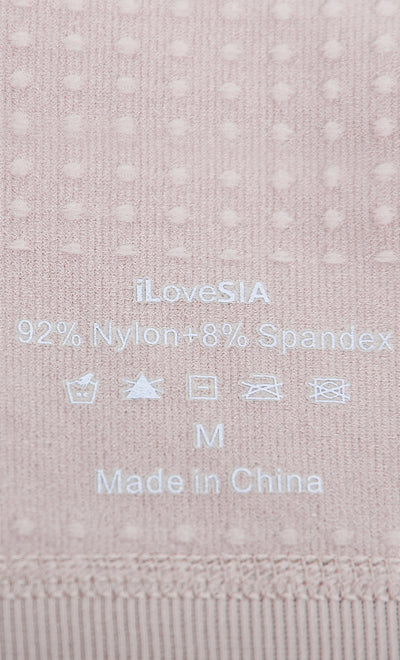 iLoveSIA
92% Nylon+8% Spandex
M
Made in China